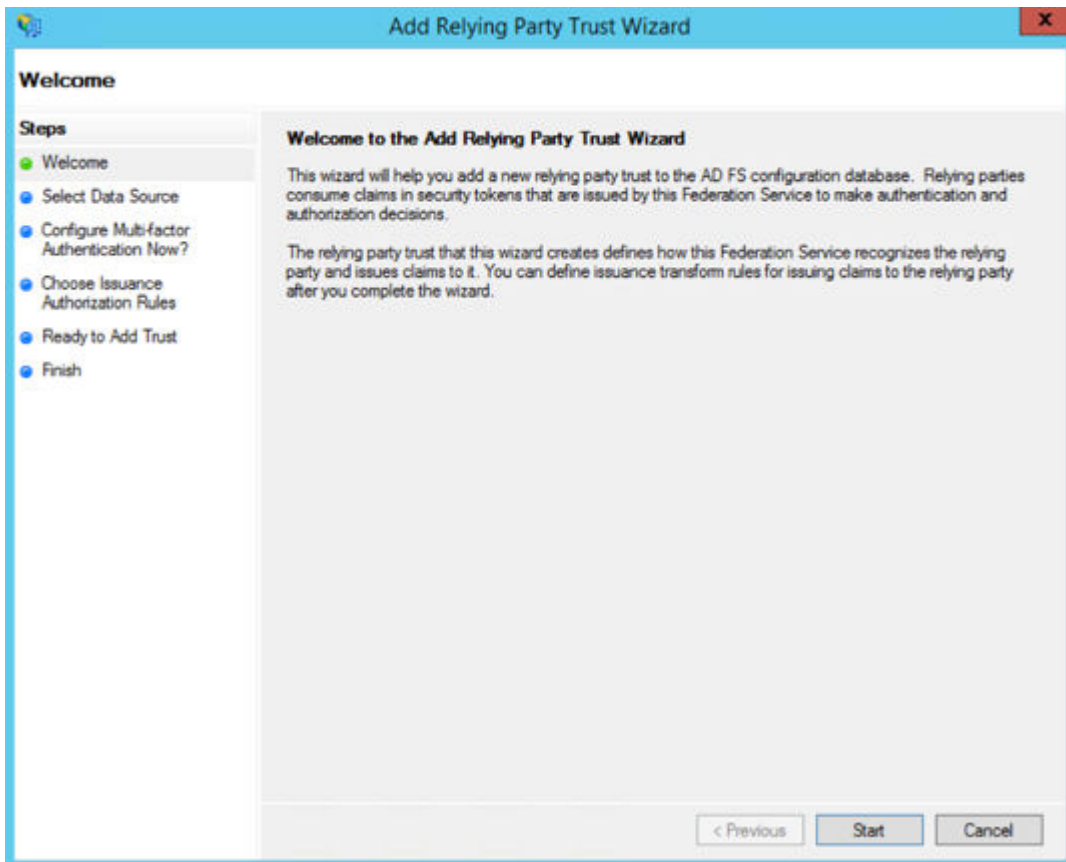 Add Relying Party Trust Wizard
x
Welcome
Steps
Welcome
Select Data Source
Configure Multi-factor
Authentication Now?
Choose Issuance
Authorization Rules
Ready to Add Trust
Finish
Welcome to the Add Relying Party Trust Wizard
This wizard will help you add a new relying party trust to the AD FS configuration database. Relying parties
consume claims in security tokens that are issued by this Federation Service to make authentication and
authorization decisions.
The relying party trust that this wizard creates defines how this Federation Service recognizes the relying
party and issues claims to it. You can define issuance transform rules for issuing claims to the relying party
after you complete the wizard.
< Previous
Start
Cancel